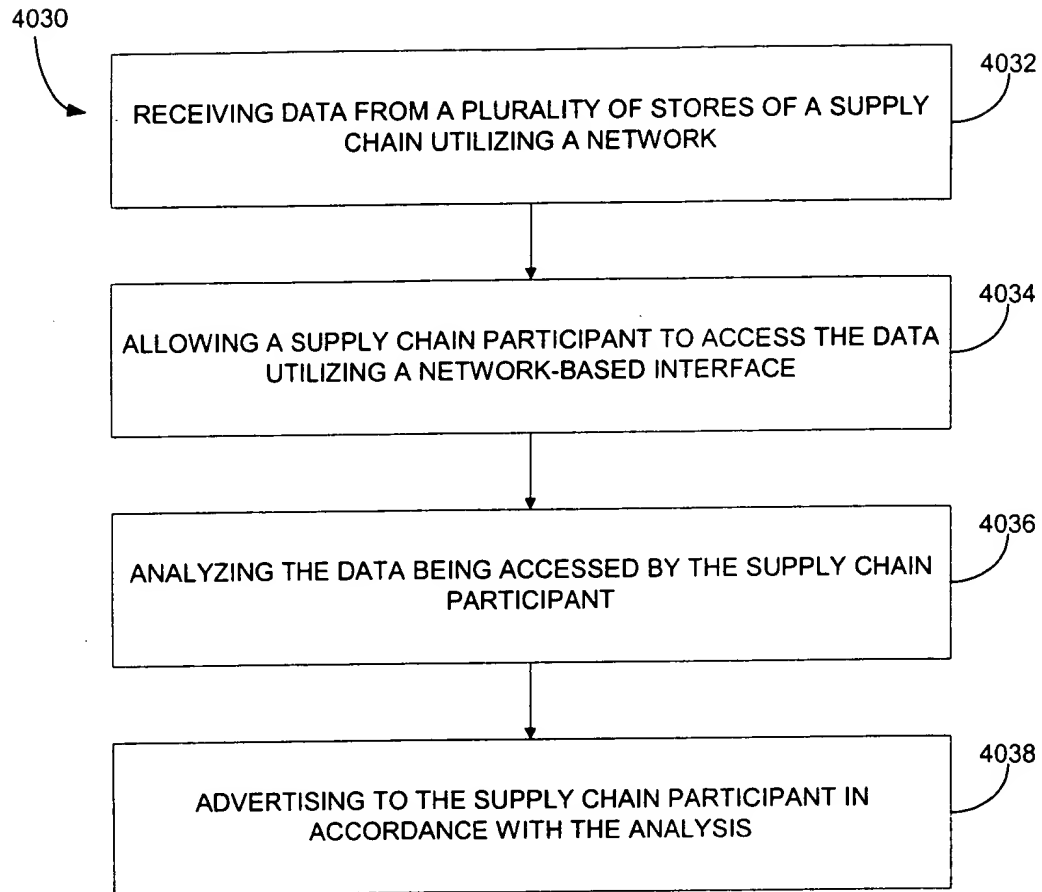 4030
4032
RECEIVING DATA FROM A PLURALITY OF STORES OF A SUPPLY
CHAIN UTILIZING A NETWORK
4034
ALLOWING A SUPPLY CHAIN PARTICIPANT TO ACCESS THE DATA
UTILIZING A NETWORK-BASED INTERFACE
4036
ANALYZING THE DATA BEING ACCESSED BY THE SUPPLY CHAIN
PARTICIPANT
4038
ADVERTISING TO THE SUPPLY CHAIN PARTICIPANT IN
ACCORDANCE WITH THE ANALYSIS